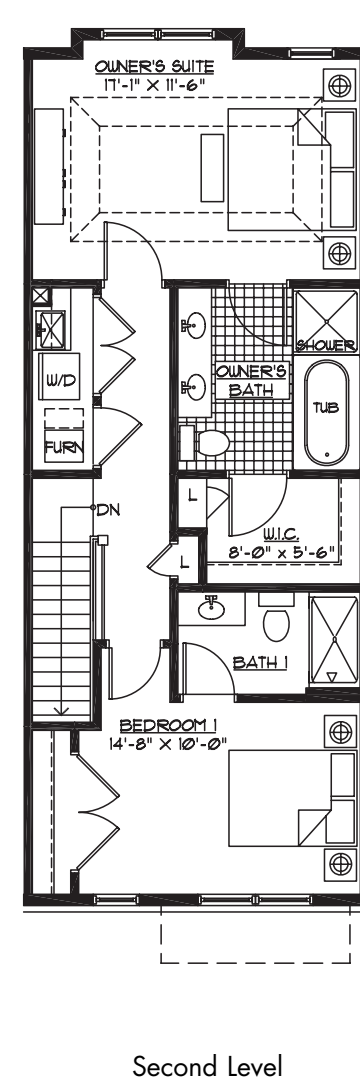 OWNER'S SUITE
17'-1" X 11'-6"
SHOWER
W/D
OWNER'S
BATH
TUB
FURN
L
DN
W.I.C.
8'-0" x 5'-6"
L
BATH 1
BEDROOM 1
14'-8" X 10'-0"
Second Level